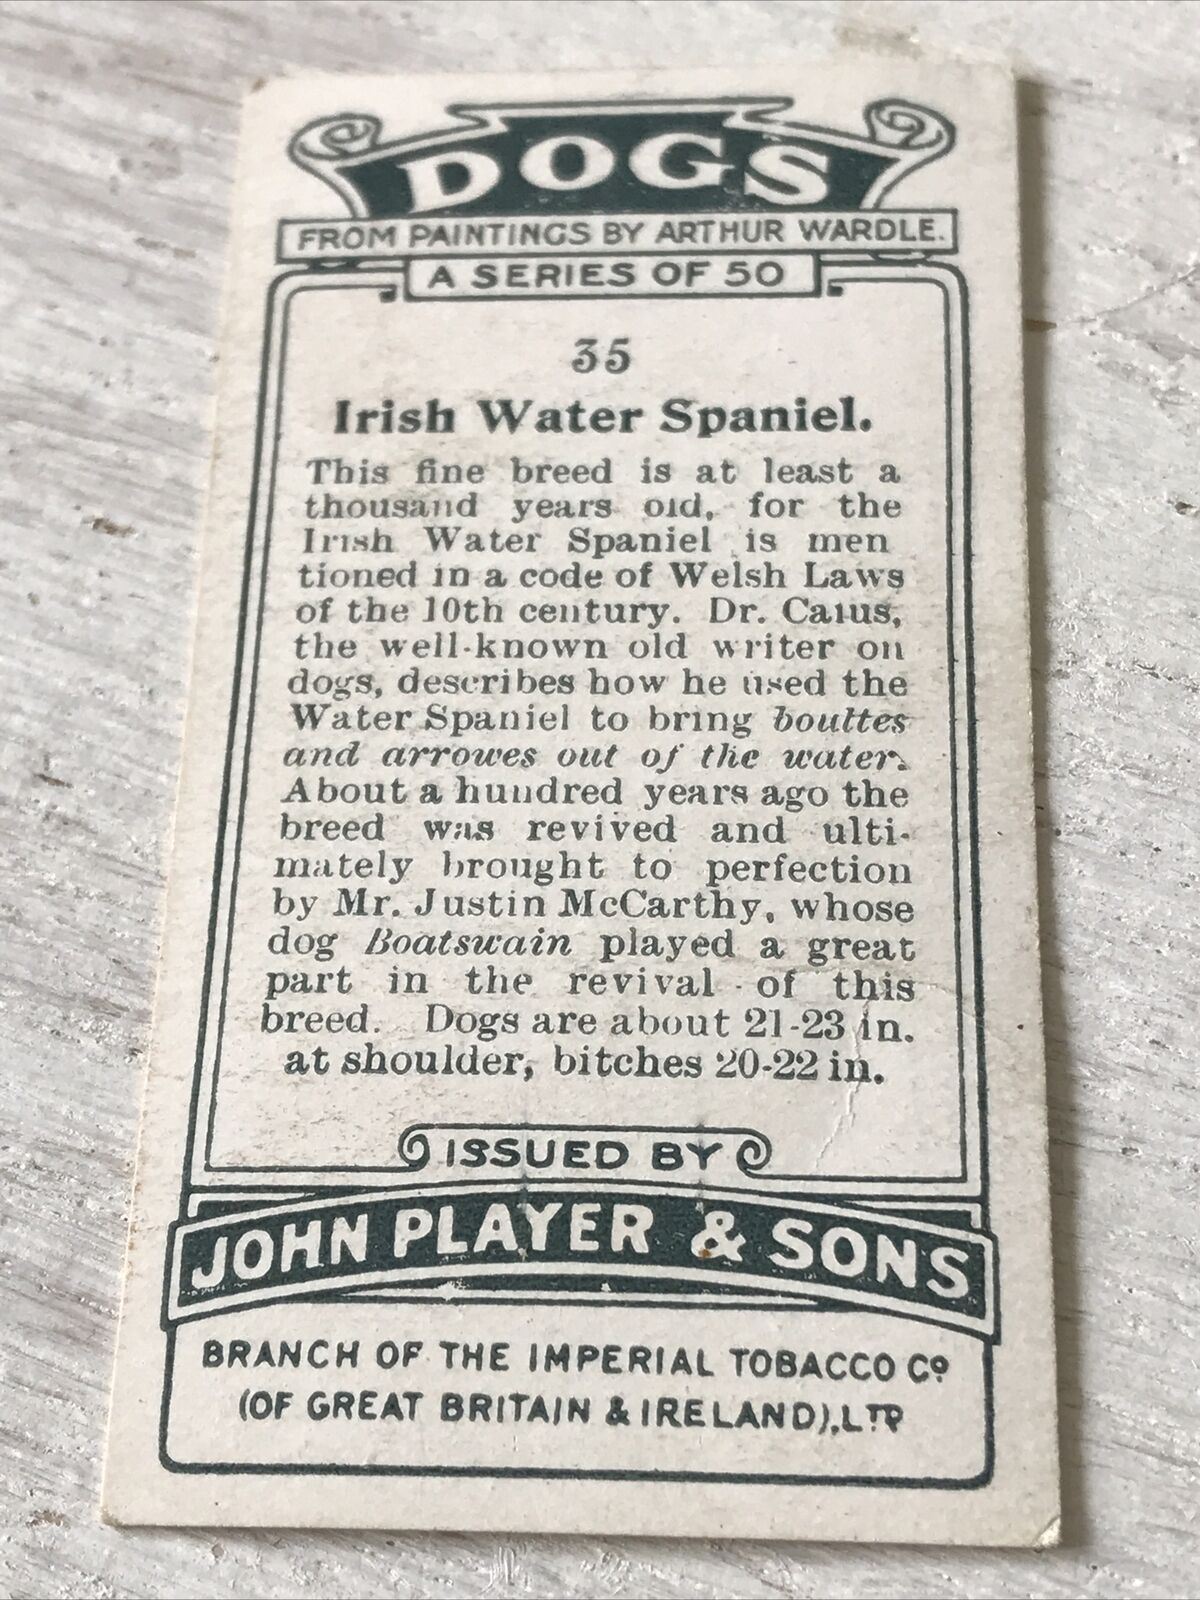 DOGS
FROM PAINTINGS BY ARTHUR WARDLE.
A SERIES OF 50
35
Irish Water Spaniel.
This fine breed is at least a
thousand years old, for the
Irish Water Spaniel is men
tioned in a code of Welsh Laws
of the 10th century. Dr. Caius,
the well-known old writer on
dogs, describes how he used the
Water Spaniel to bring boultes
and arrowes out of the water.
About a hundred years ago the
breed was revived and ulti-
mately brought to perfection
by Mr. Justin McCarthy, whose
dog Boatswain played a great
part in the revival of this
breed. Dogs are about 21-23 in.
at shoulder, bitches 20-22 in.
ISSUED BY
JOHN PLAYER & SONS
BRANCH OF THE IMPERIAL TOBACCO Co.
(OF GREAT BRITAIN & IRELAND), LTD